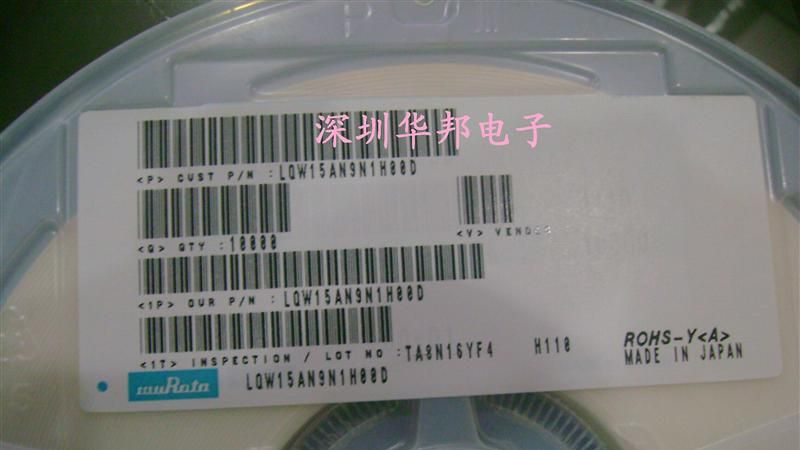 深圳华邦电子
<P> CUST P/N :LQW15AN9N1H00D
<Q> QTY :10000
<V> VENDOR
<1P> OUR P/N :LQW15AN9N1H00D
<1T> INSPECTION / LOT NO :TA8N16YF4 H110
ROHS-Y<A>
MADE IN JAPAN
muRata
LQW15AN9N1H00D